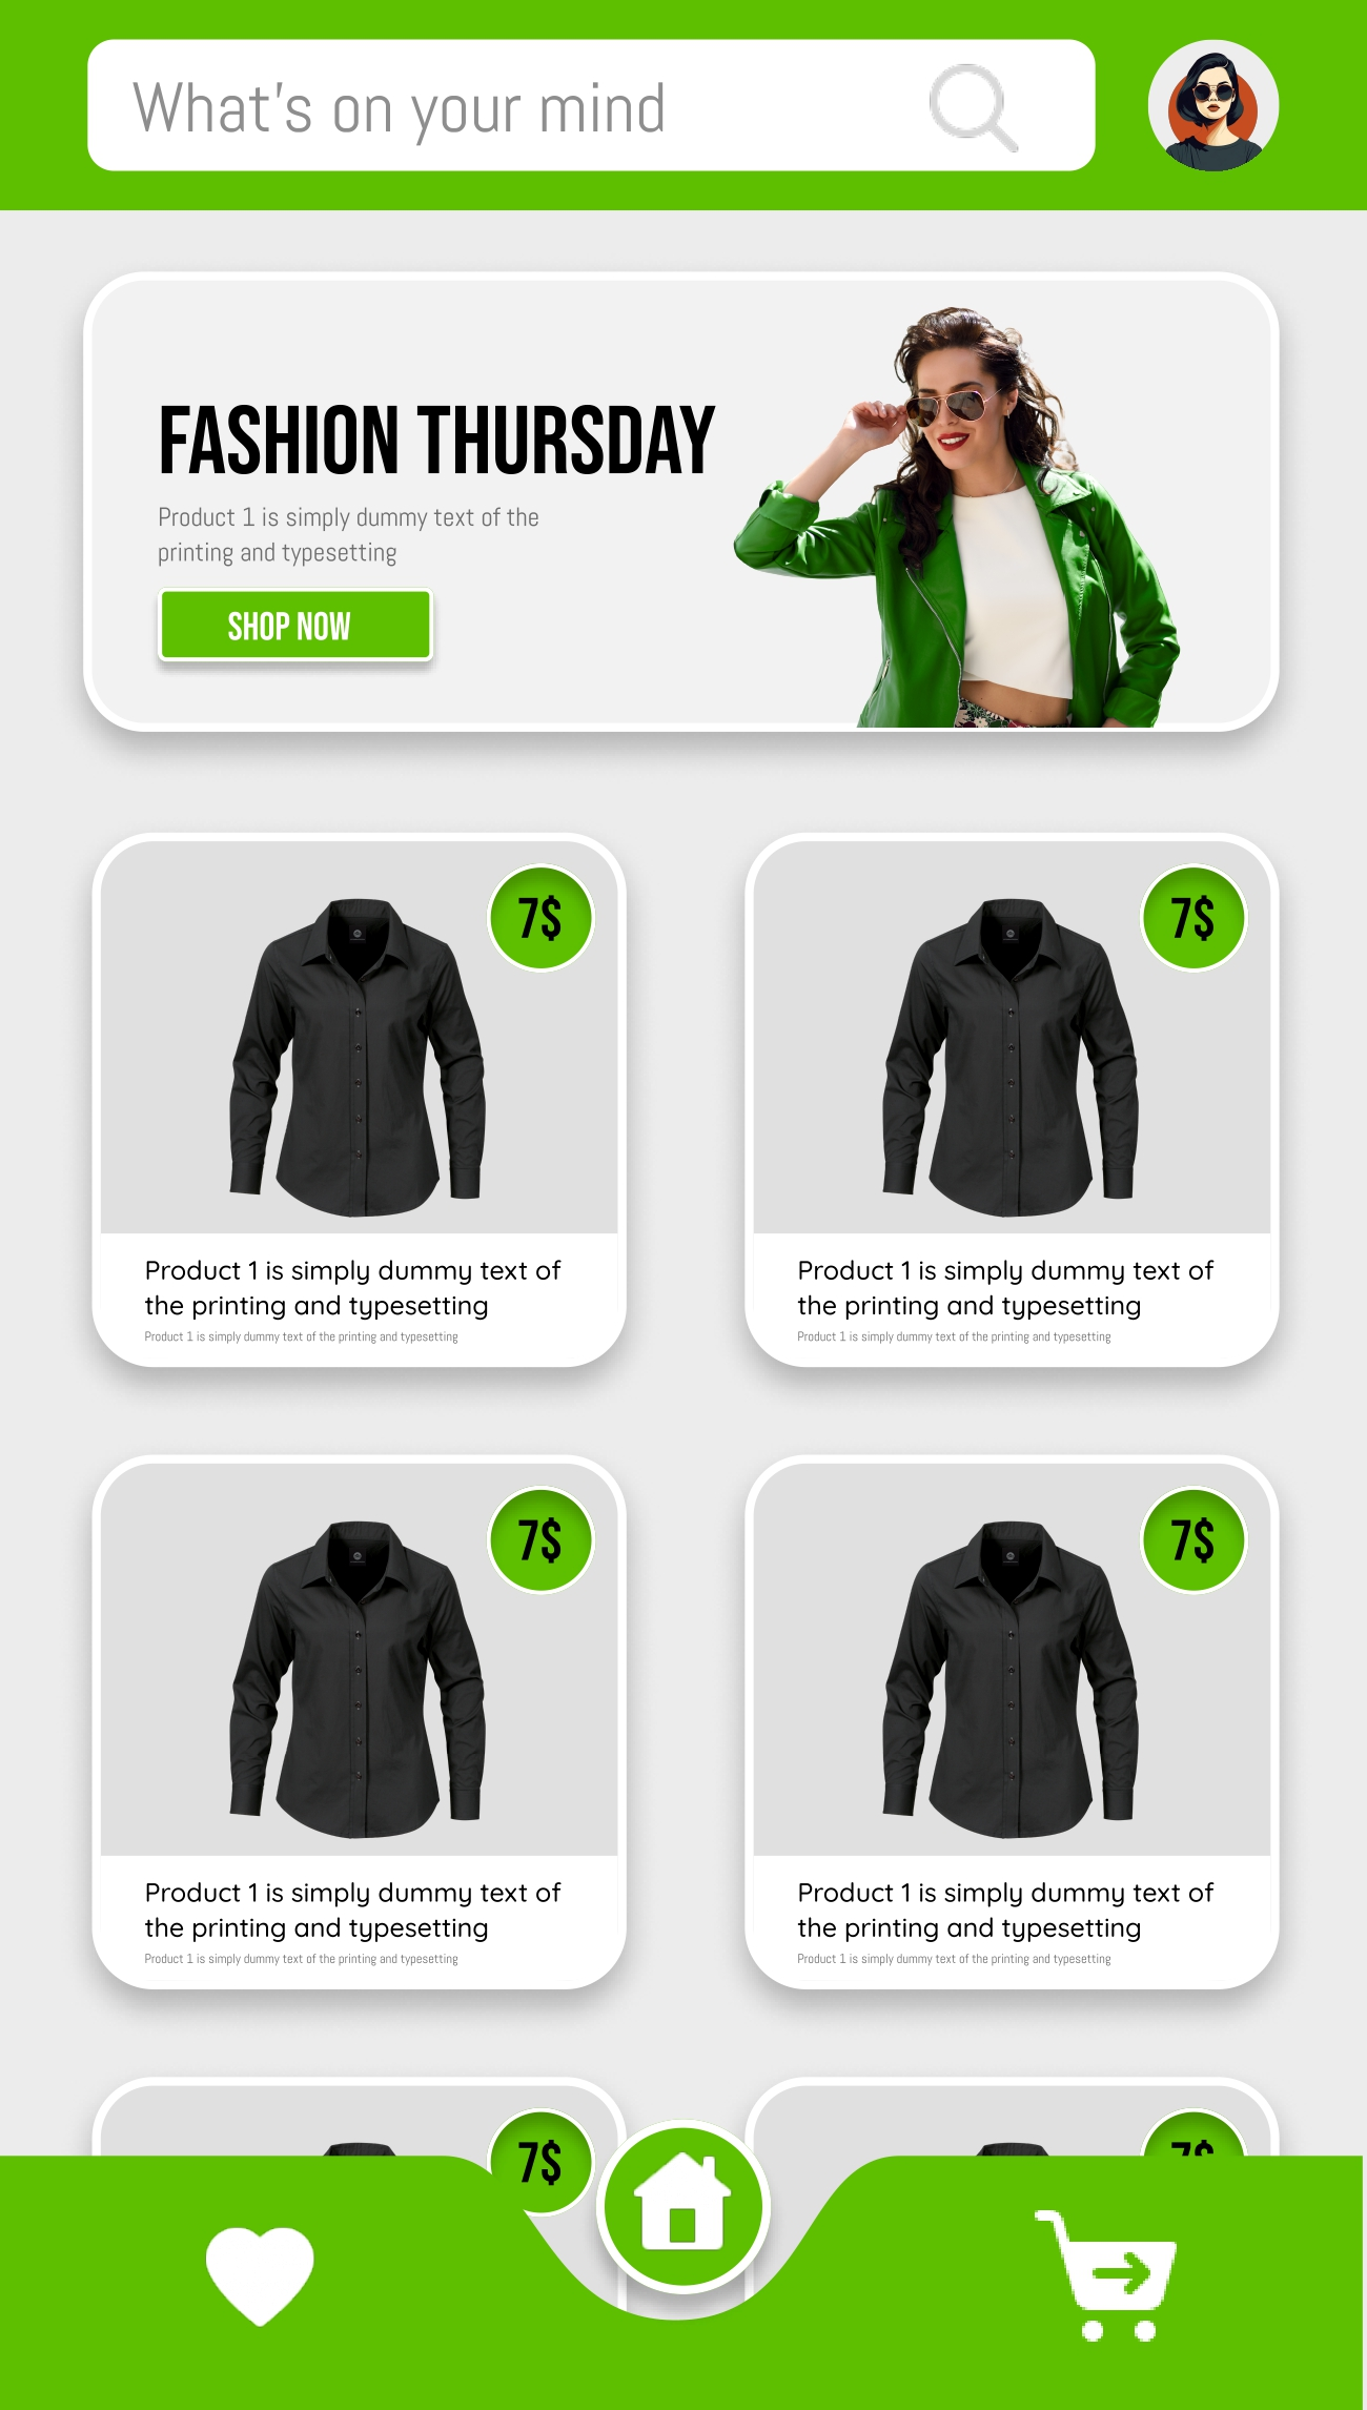 What's on your mind
FASHION THURSDAY
Product 1 is simply dummy text of the
printing and typesetting
SHOP NOW
7$
7$
Product 1 is simply dummy text of
the printing and typesetting
Product 1 is simply dummy text of the printing and typesetting
Product 1 is simply dummy text of
the printing and typesetting
Product 1 is simply dummy text of the printing and typesetting
7$
7$
Product 1 is simply dummy text of
the printing and typesetting
Product 1 is simply dummy text of the printing and typesetting
Product 1 is simply dummy text of
the printing and typesetting
Product 1 is simply dummy text of the printing and typesetting
7$
7$